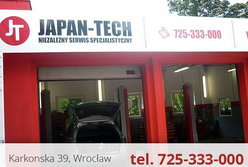 JT
JAPAN-TECH
NIEZALEŻNY SERWIS SPECJALISTYCZNY
725-333-000
Karkonska 39, Wrocław
tel. 725-333-000